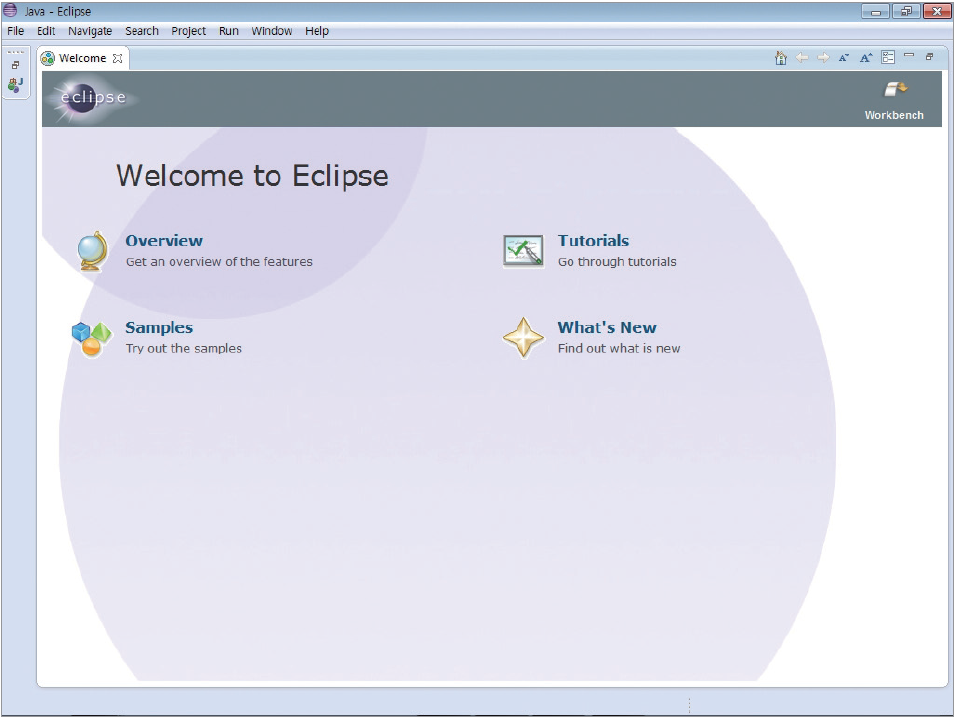 Java - Eclipse
File Edit Navigate Search Project Run Window Help
Welcome
eclipse
Workbench
Welcome to Eclipse
Overview
Get an overview of the features
Tutorials
Go through tutorials
Samples
Try out the samples
What's New
Find out what is new